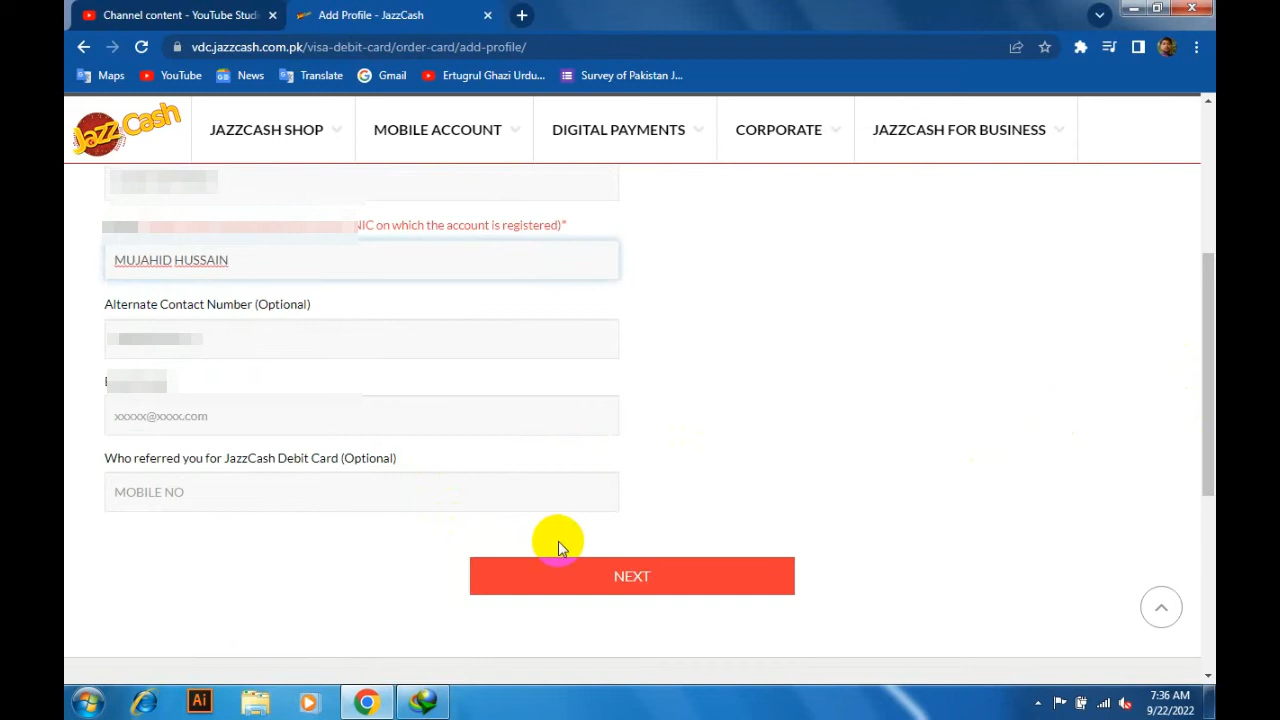 Channel content - YouTube Studi
Add Profile - JazzCash
vdc.jazzcash.com.pk/visa-debit-card/order-card/add-profile/
Maps YouTube News Translate Gmail Ertugrul Ghazi Urdu... Survey of Pakistan J...
JazzCash JAZZCASH SHOP MOBILE ACCOUNT DIGITAL PAYMENTS CORPORATE JAZZCASH FOR BUSINESS
NIC on which the account is registered)*
MUJAHID HUSSAIN
Alternate Contact Number (Optional)
xxxxx@xxxx.com
Who referred you for JazzCash Debit Card (Optional)
MOBILE NO
NEXT
Ai
7:36 AM
9/22/2022